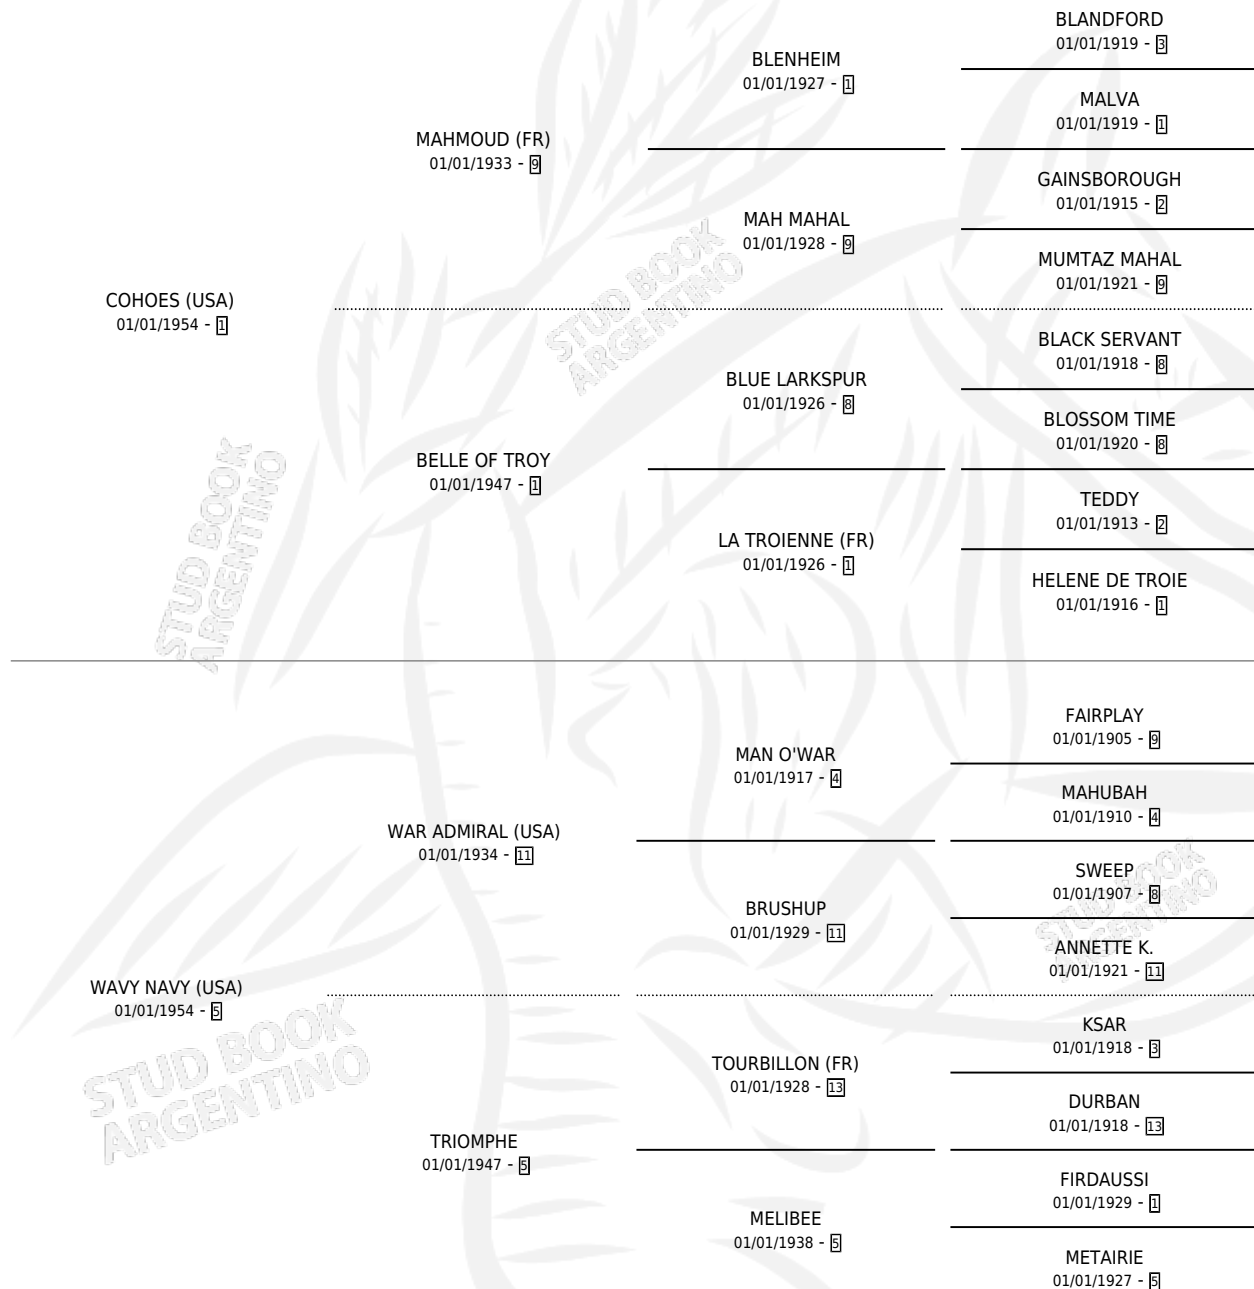 COHOES (USA)
01/01/1954 - 1
MAHMOUD (FR)
01/01/1933 - 9
BELLE OF TROY
01/01/1947 - 1
BLENHEIM
01/01/1927 - 1
MAH MAHAL
01/01/1928 - 9
BLUE LARKSPUR
01/01/1926 - 8
LA TROIENNE (FR)
01/01/1926 - 1
BLANDFORD
01/01/1919 - 3
MALVA
01/01/1919 - 1
GAINSBOROUGH
01/01/1915 - 2
MUMTAZ MAHAL
01/01/1921 - 9
BLACK SERVANT
01/01/1918 - 8
BLOSSOM TIME
01/01/1920 - 8
TEDDY
01/01/1913 - 2
HELENE DE TROIE
01/01/1916 - 1
WAVY NAVY (USA)
01/01/1954 - 5
WAR ADMIRAL (USA)
01/01/1934 - 11
TRIOMPHE
01/01/1947 - 5
MAN O'WAR
01/01/1917 - 4
BRUSHUP
01/01/1929 - 11
TOURBILLON (FR)
01/01/1928 - 13
MELIBEE
01/01/1938 - 5
FAIRPLAY
01/01/1905 - 9
MAHUBAH
01/01/1910 - 4
SWEEP
01/01/1907 - 8
ANNETTE K.
01/01/1921 - 11
KSAR
01/01/1918 - 3
DURBAN
01/01/1918 - 13
FIRDAUSSI
01/01/1929 - 1
METAIRIE
01/01/1927 - 5
STUD BOOK
ARGENTINO
STUD BOOK
ARGENTINO
STUD BOOK
ARGENTINO
STUD BOOK
ARGENTINO